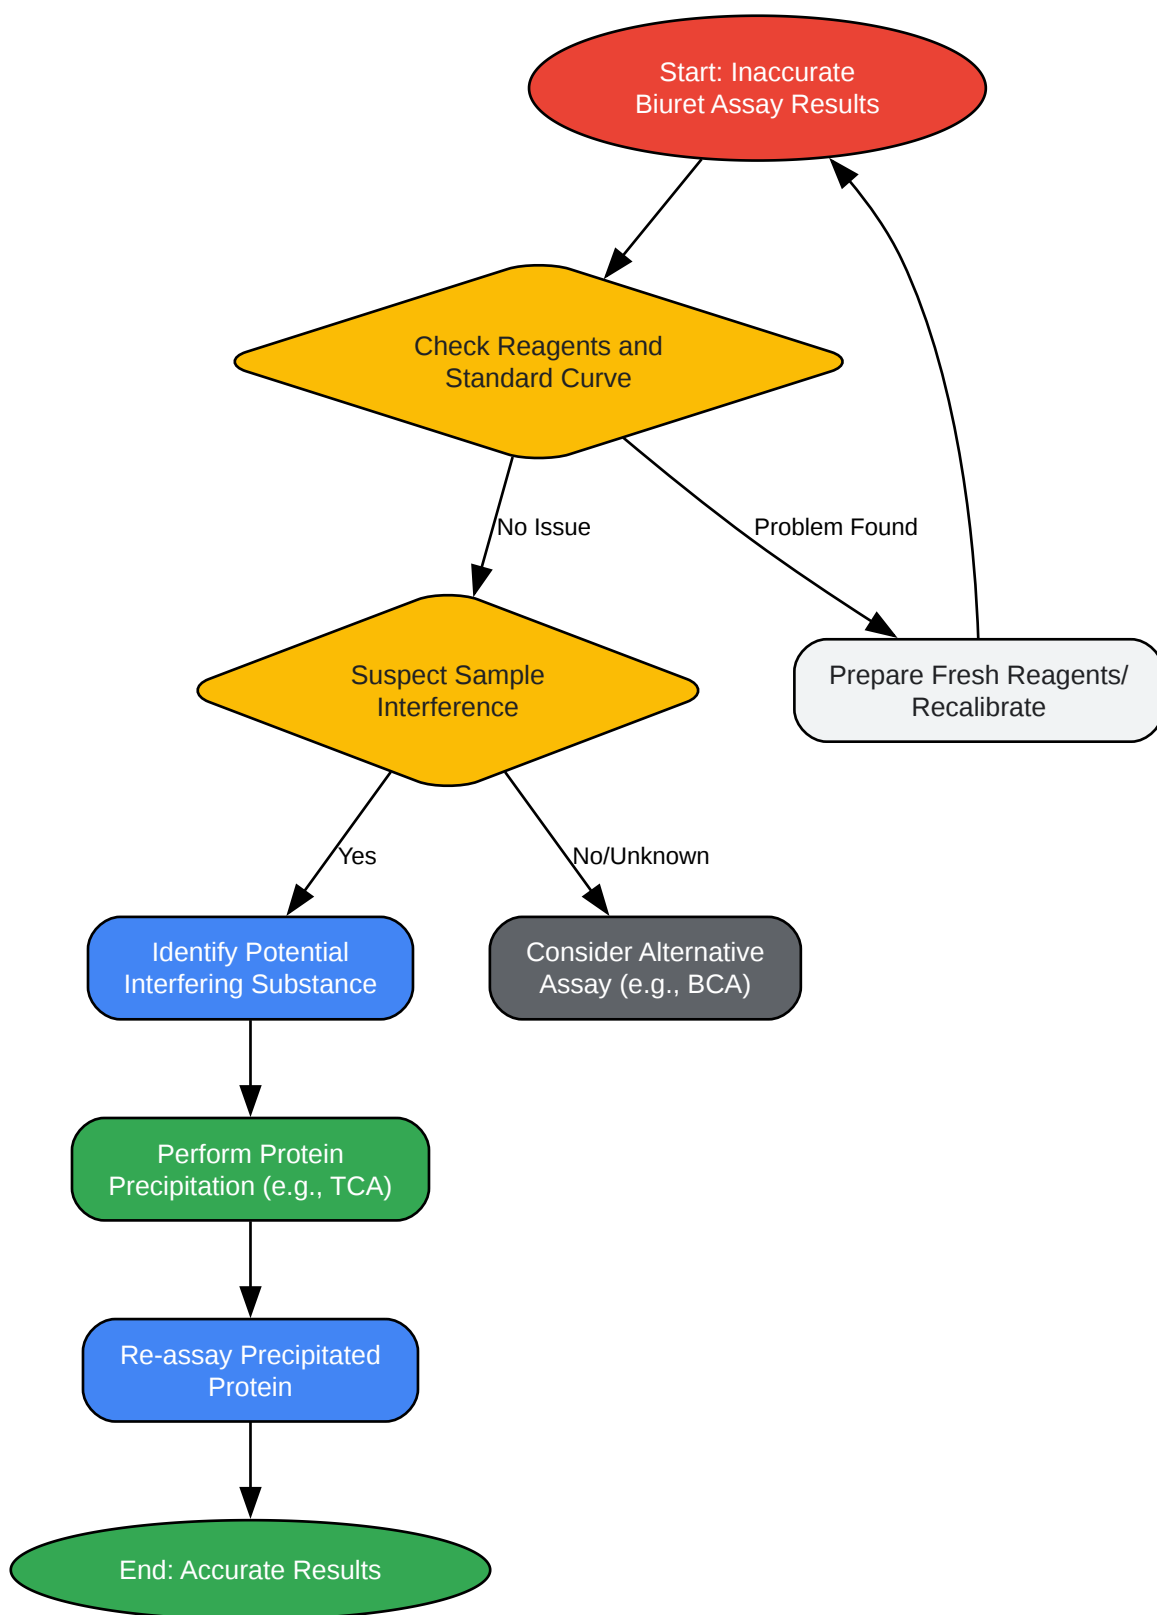 Start: Inaccurate
Biuret Assay Results
Check Reagents and
Standard Curve
No Issue
Problem Found
Suspect Sample
Interference
Prepare Fresh Reagents/
Recalibrate
Yes
No/Unknown
Identify Potential
Interfering Substance
Consider Alternative
Assay (e.g., BCA)
Perform Protein
Precipitation (e.g., TCA)
Re-assay Precipitated
Protein
End: Accurate Results